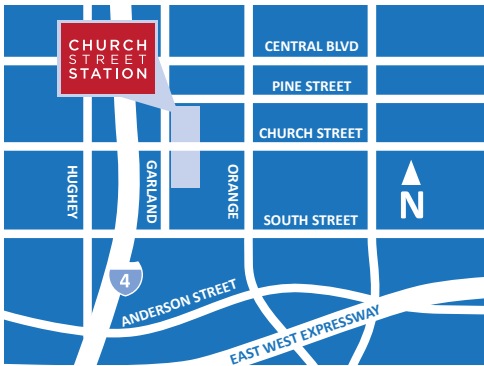 CHURCH
STREET
STATION
CENTRAL BLVD
PINE STREET
CHURCH STREET
HUGHEY
GARLAND
ORANGE
N
SOUTH STREET
4
ANDERSON STREET
EAST WEST EXPRESSWAY